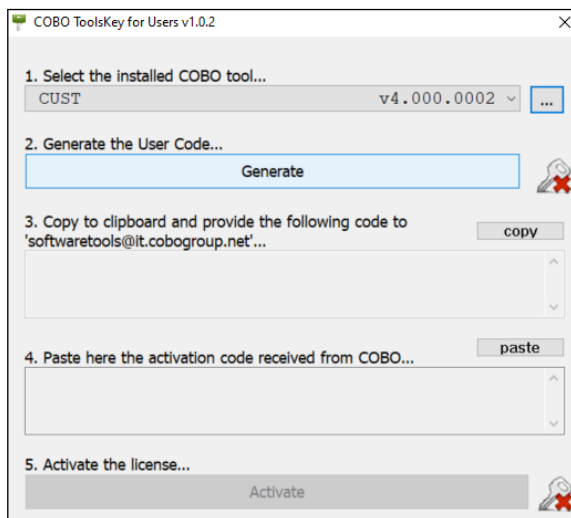 COBO ToolsKey for Users v1.0.2
1. Select the installed COBO tool...
CUST v4.000.0002
...
2. Generate the User Code...
Generate
3. Copy to clipboard and provide the following code to
'softwaretools@it.cobogroup.net'...
copy
4. Paste here the activation code received from COBO...
paste
5. Activate the license...
Activate